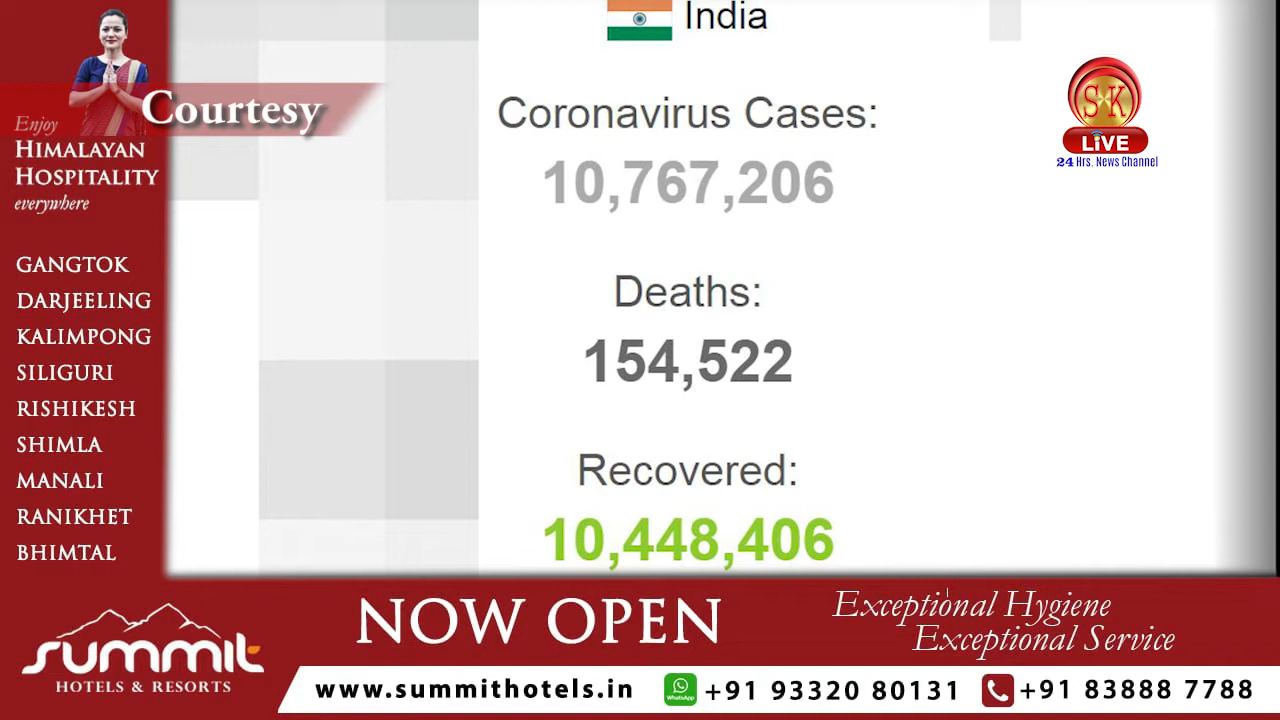 India
Coronavirus Cases:
10,767,206
Deaths:
154,522
Recovered:
10,448,406
Courtesy
Enjoy
HIMALAYAN
HOSPITALITY
everywhere
GANGTOK
DARJEELING
KALIMPONG
SILIGURI
RISHIKESH
SHIMLA
MANALI
RANIKHET
BHIMTAL
SK
LiVE
24 Hrs. News Channel
summit
HOTELS & RESORTS
NOW OPEN
Exceptional Hygiene
Exceptional Service
www.summithotels.in
WhatsApp
+91 93320 80131
+91 83888 7788